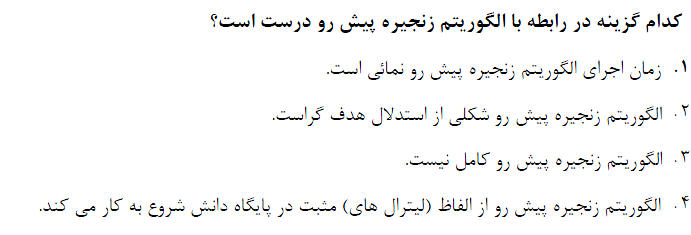 کدام گزینه در رابطه با الگوریتم زنجیره پیش رو درست است؟
۱. زمان اجرای الگوریتم زنجیره پیش رو نمائی است.
۲. الگوریتم زنجیره پیش رو شکلی از استدلال هدف گراست.
۳. الگوریتم زنجیره پیش رو کامل نیست.
۴. الگوریتم زنجیره پیش رو از الفاظ (لیترال های) مثبت در پایگاه دانش شروع به کار می کند.